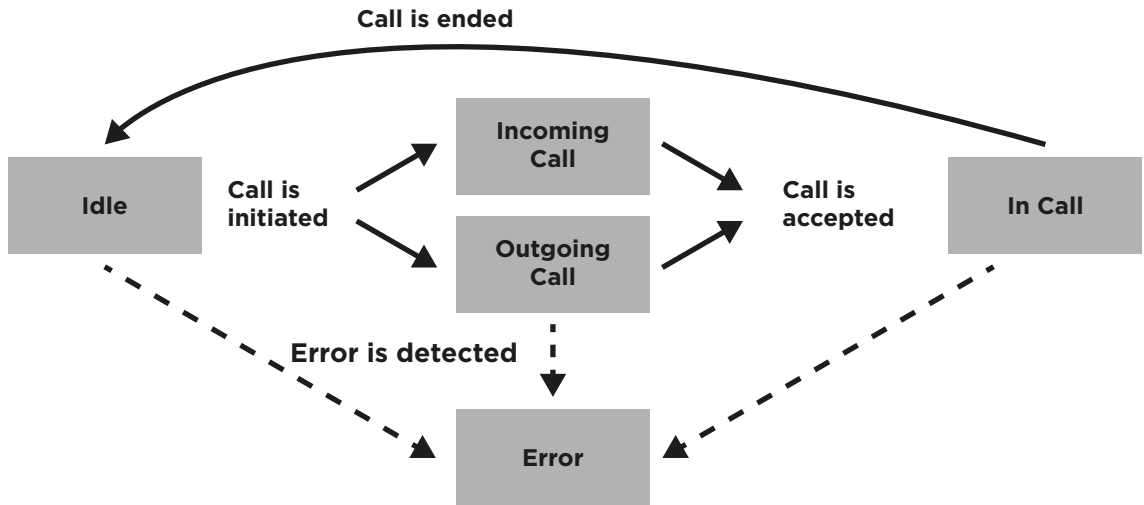 Call is ended
Incoming
Call
Idle
Call is
initiated
Call is
accepted
In Call
Outgoing
Call
Error is detected
Error